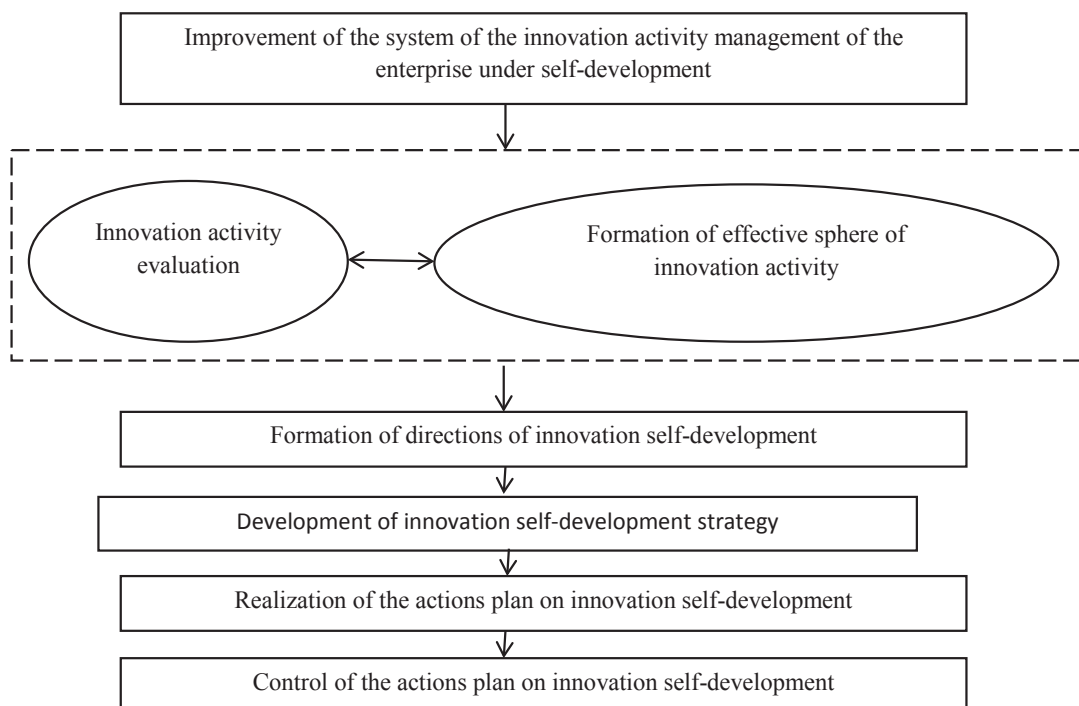 Improvement of the system of the innovation activity management of the
enterprise under self-development
Innovation activity
evaluation
Formation of effective sphere of
innovation activity
Formation of directions of innovation self-development
Development of innovation self-development strategy
Realization of the actions plan on innovation self-development
Control of the actions plan on innovation self-development